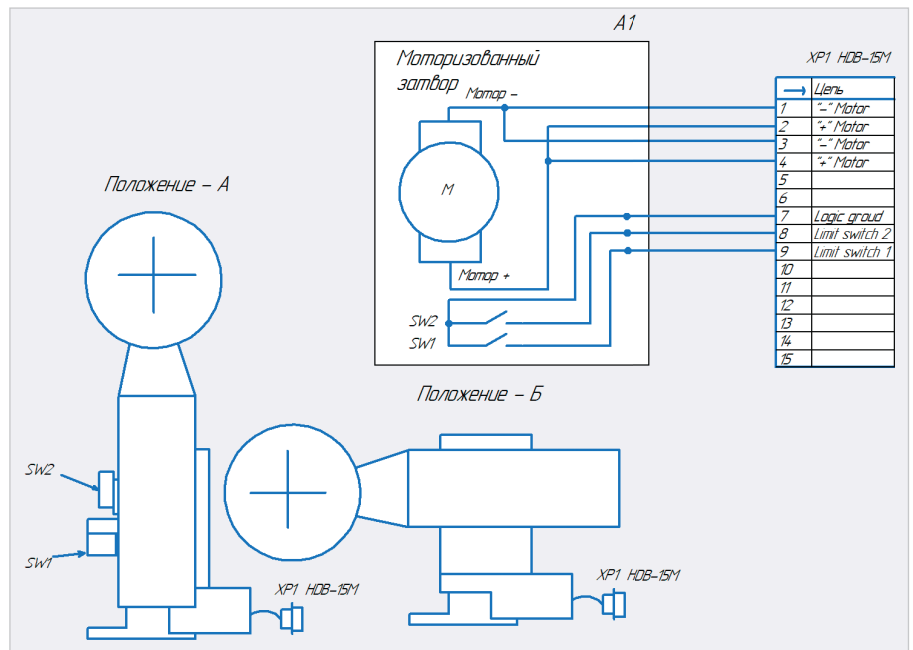 А1
Моторизованный
затвор
Мотор -
М
Мотор +
SW2
SW1
XP1 HDB-15M
Цепь
1 "-" Motor
2 "+" Motor
3 "-" Motor
4 "+" Motor
5
6
7 Logic groud
8 Limit switch 2
9 Limit switch 1
10
11
12
13
14
15
Положение - А
SW2
SW1
XP1 HDB-15M
Положение - Б
XP1 HDB-15M